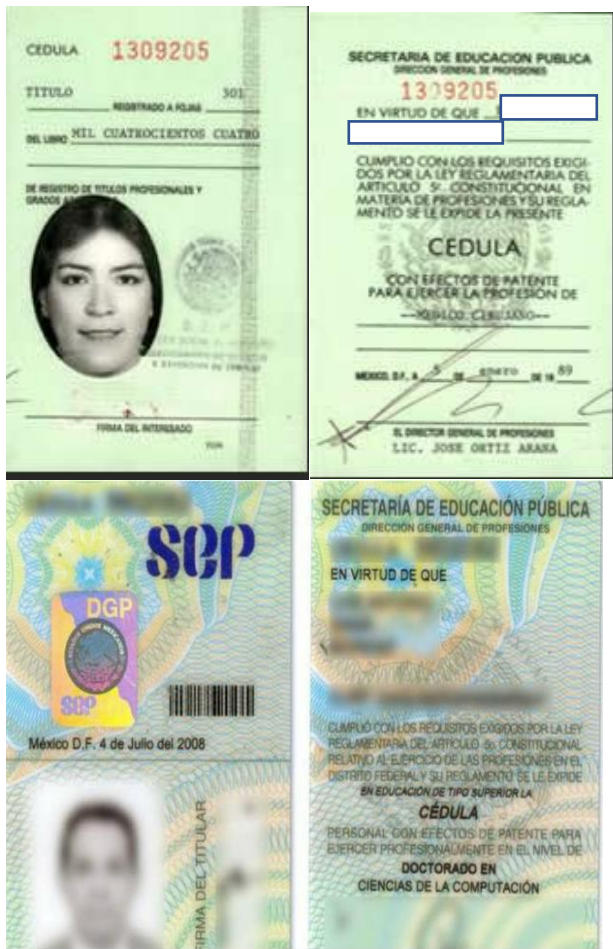 CEDULA 1309205
TITULO 301
REGISTRADO A FOJAS
DEL LIBRO MIL CUATROCIENTOS CUATRO
DE REGISTRO DE TITULOS PROFESIONALES Y
GRADOS
FIRMA DEL INTERESADO
SECRETARIA DE EDUCACION PUBLICA
DIRECCION GENERAL DE PROFESIONES
1309205
EN VIRTUD DE QUE
CUMPLIO CON LOS REQUISITOS EXIGI-
DOS POR LA LEY REGLAMENTARIA DEL
ARTICULO 5o. CONSTITUCIONAL EN
MATERIA DE PROFESIONES Y SU REGLA-
MENTO SE LE EXPIDE LA PRESENTE
CEDULA
CON EFECTOS DE PATENTE
PARA EJERCER LA PROFESION DE
MEDICO CIRUJANO
MEXICO, D.F., A 5 DE enero DE 19 89
EL DIRECTOR GENERAL DE PROFESIONES
LIC. JOSE ORTIZ ARANA
SEP
DGP
SEP
México D.F. 4 de Julio del 2008
FIRMA DEL TITULAR
SECRETARÍA DE EDUCACIÓN PÚBLICA
DIRECCIÓN GENERAL DE PROFESIONES
EN VIRTUD DE QUE
CUMPLIÓ CON LOS REQUISITOS EXIGIDOS POR LA LEY
REGLAMENTARIA DEL ARTÍCULO 5o. CONSTITUCIONAL
RELATIVO AL EJERCICIO DE LAS PROFESIONES EN EL
DISTRITO FEDERAL Y SU REGLAMENTO SE LE EXPIDE
EN EDUCACIÓN DE TIPO SUPERIOR LA
CÉDULA
PERSONAL CON EFECTOS DE PATENTE PARA
EJERCER PROFESIONALMENTE EN EL NIVEL DE
DOCTORADO EN
CIENCIAS DE LA COMPUTACIÓN